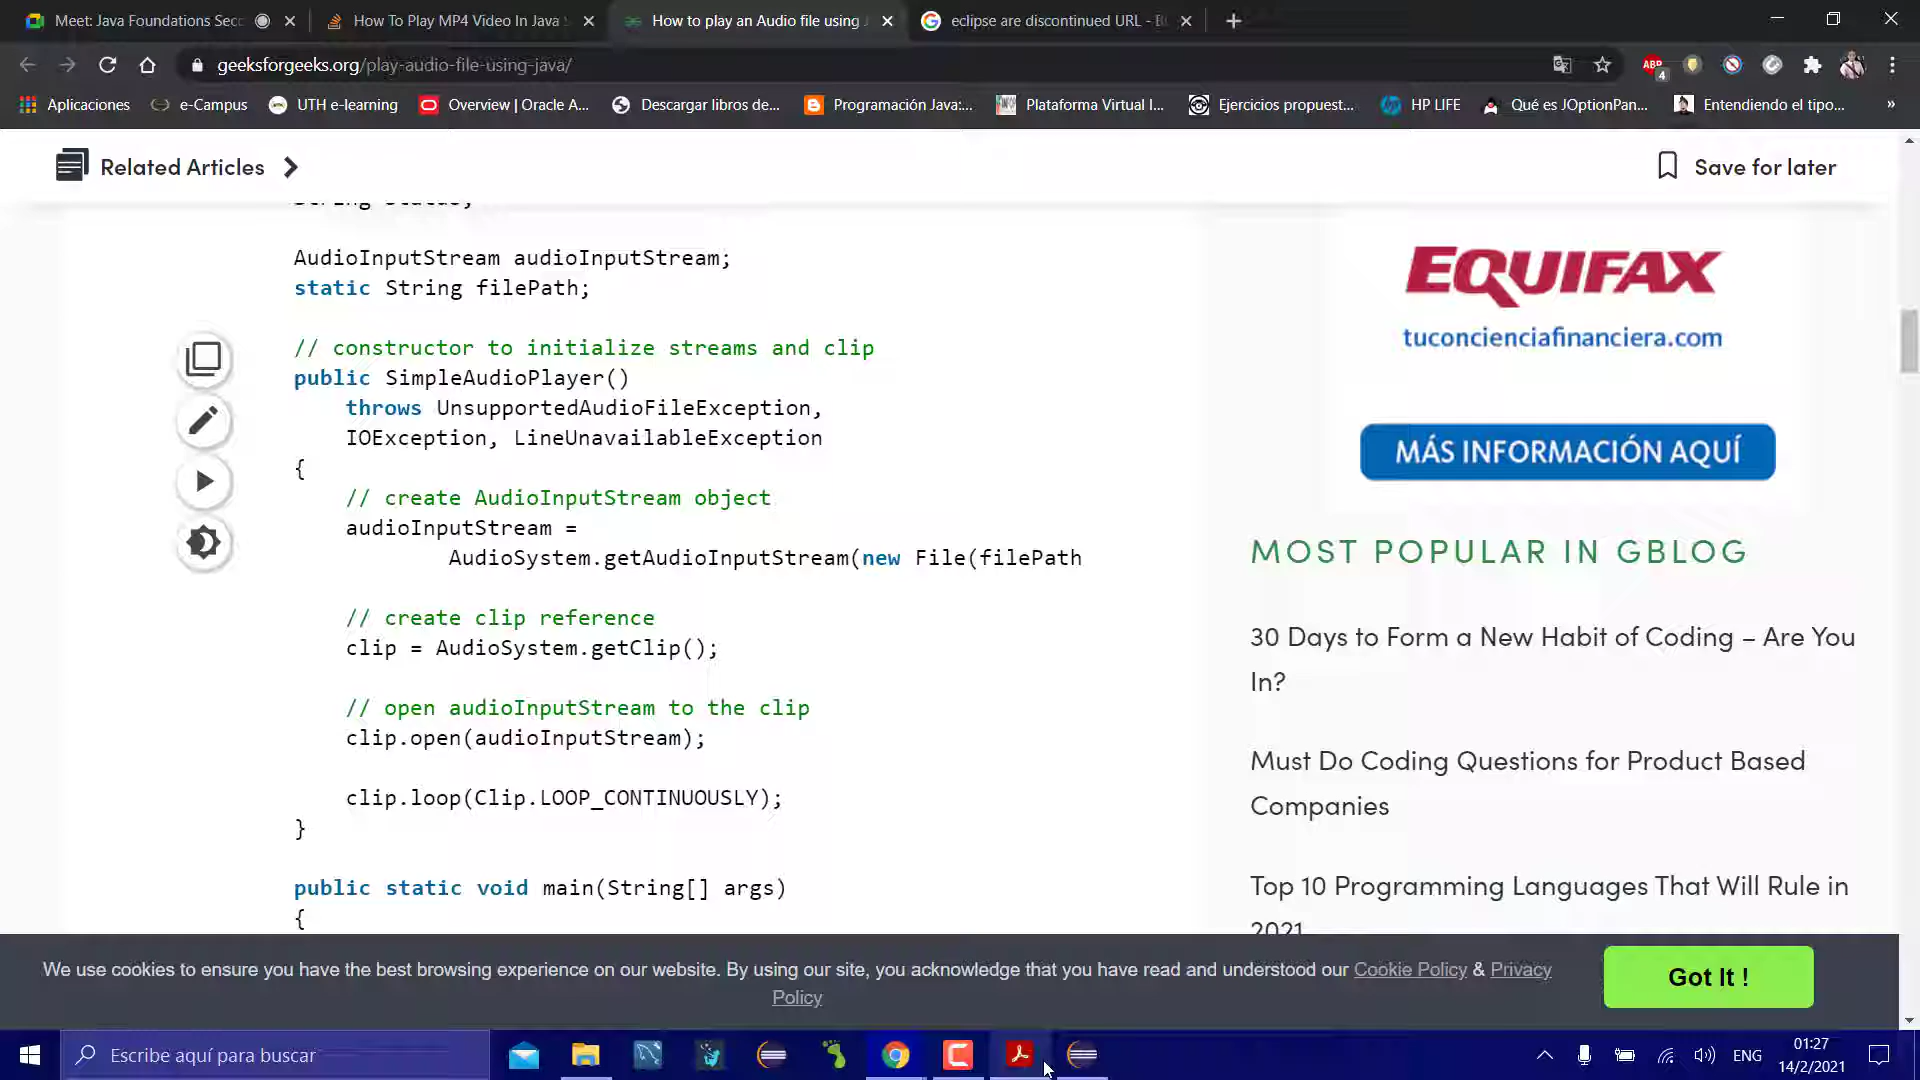 Meet: Java Foundations Sec
How To Play MP4 Video In Java
How to play an Audio file using
eclipse are discontinued URL - B
geeksforgeeks.org/play-audio-file-using-java/
ABP
4
Aplicaciones
e-Campus
UTH e-learning
Overview | Oracle A...
Descargar libros de...
Programación Java:...
Plataforma Virtual I...
Ejercicios propuest...
HP LIFE
Qué es JOptionPan...
Entendiendo el tipo...
»
Related Articles
Save for later
String status;
AudioInputStream audioInputStream;
static String filePath;
// constructor to initialize streams and clip
public SimpleAudioPlayer()
throws UnsupportedAudioFileException,
IOException, LineUnavailableException
{
// create AudioInputStream object
audioInputStream =
AudioSystem.getAudioInputStream(new File(filePath
// create clip reference
clip = AudioSystem.getClip();
// open audioInputStream to the clip
clip.open(audioInputStream);
clip.loop(Clip.LOOP_CONTINUOUSLY);
}
public static void main(String[] args)
{
EQUIFAX
tuconcienciafinanciera.com
MÁS INFORMACIÓN AQUÍ
MOST POPULAR IN GBLOG
30 Days to Form a New Habit of Coding – Are You
In?
Must Do Coding Questions for Product Based
Companies
Top 10 Programming Languages That Will Rule in
2021
We use cookies to ensure you have the best browsing experience on our website. By using our site, you acknowledge that you have read and understood our Cookie Policy & Privacy
Policy
Got It !
Escribe aquí para buscar
ENG
01:27
14/2/2021